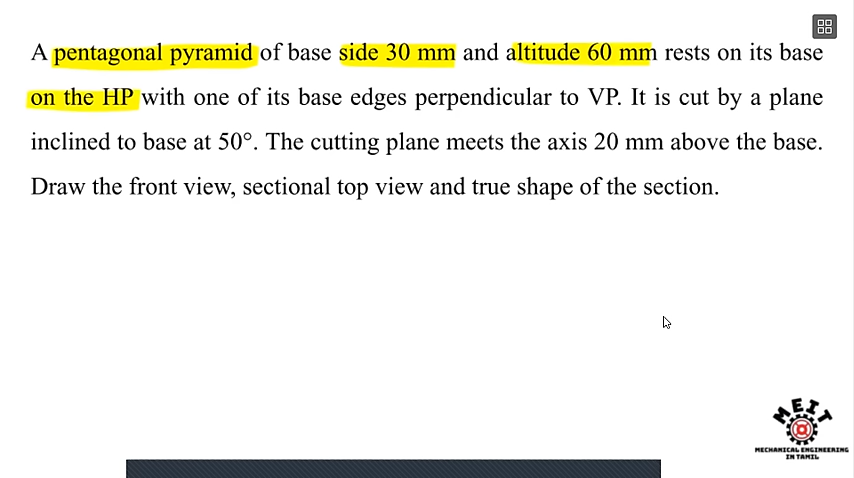 A pentagonal pyramid of base side 30 mm and altitude 60 mm rests on its base
on the HP with one of its base edges perpendicular to VP. It is cut by a plane
inclined to base at 50°. The cutting plane meets the axis 20 mm above the base.
Draw the front view, sectional top view and true shape of the section.
MEIT
MECHANICAL ENGINEERING
IN TAMIL